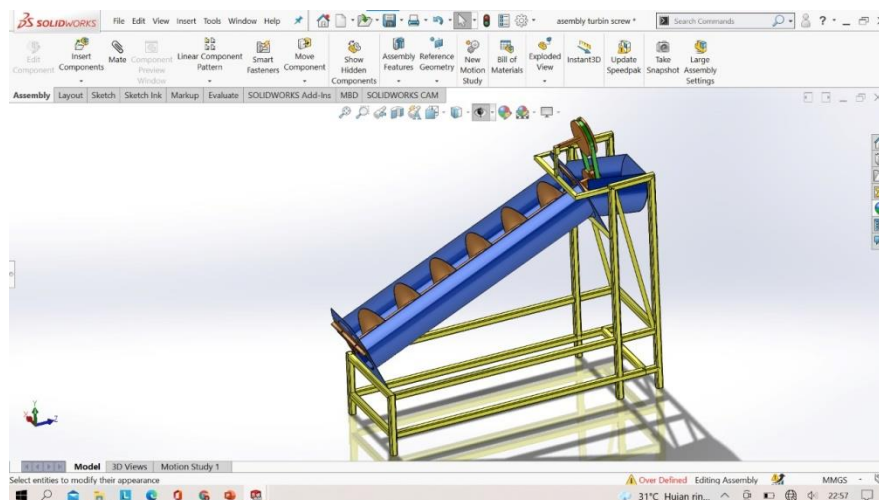 SOLIDWORKS File Edit View Insert Tools Window Help asembly turbin screw * Search Commands
Edit Component
Insert Components
Mate
Component Preview Window
Linear Component Pattern
Smart Fasteners
Move Component
Show Hidden Components
Assembly Features
Reference Geometry
New Motion Study
Bill of Materials
Exploded View
Instant3D
Update Speedpak
Take Snapshot
Large Assembly Settings
Assembly Layout Sketch Sketch Ink Markup Evaluate SOLIDWORKS Add-Ins MBD SOLIDWORKS CAM
Model 3D Views Motion Study 1
Select entities to modify their appearance Over Defined Editing Assembly MMGS
31°C Hujan rin... 22:57